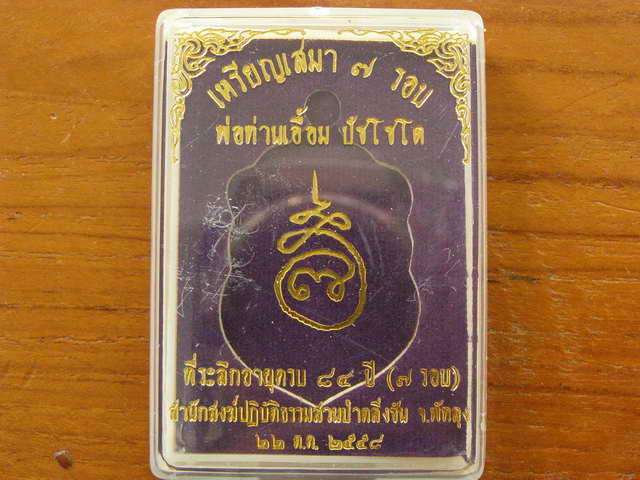 เหรียญเสมา ๗ รอบ
พ่อท่านเอื้อม ปัชโชโต
ที่ระลึกอายุครบ ๘๔ ปี (๗ รอบ)
สำนักสงฆ์ปฏิบัติธรรมสวนป่าตลิ่งชัน จ.พัทลุง
๒๒ ต.ค. ๒๕๕๘